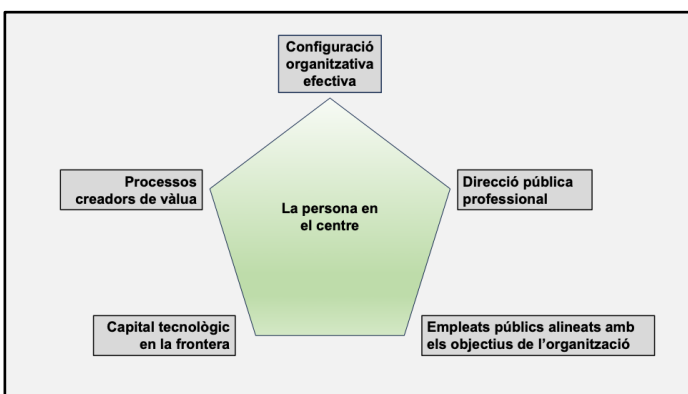 Configuració
organitzativa
efectiva
Processos
creadors de vàlua
Direcció pública
professional
La persona en
el centre
Capital tecnològic
en la frontera
Empleats públics alineats amb
els objectius de l'organització